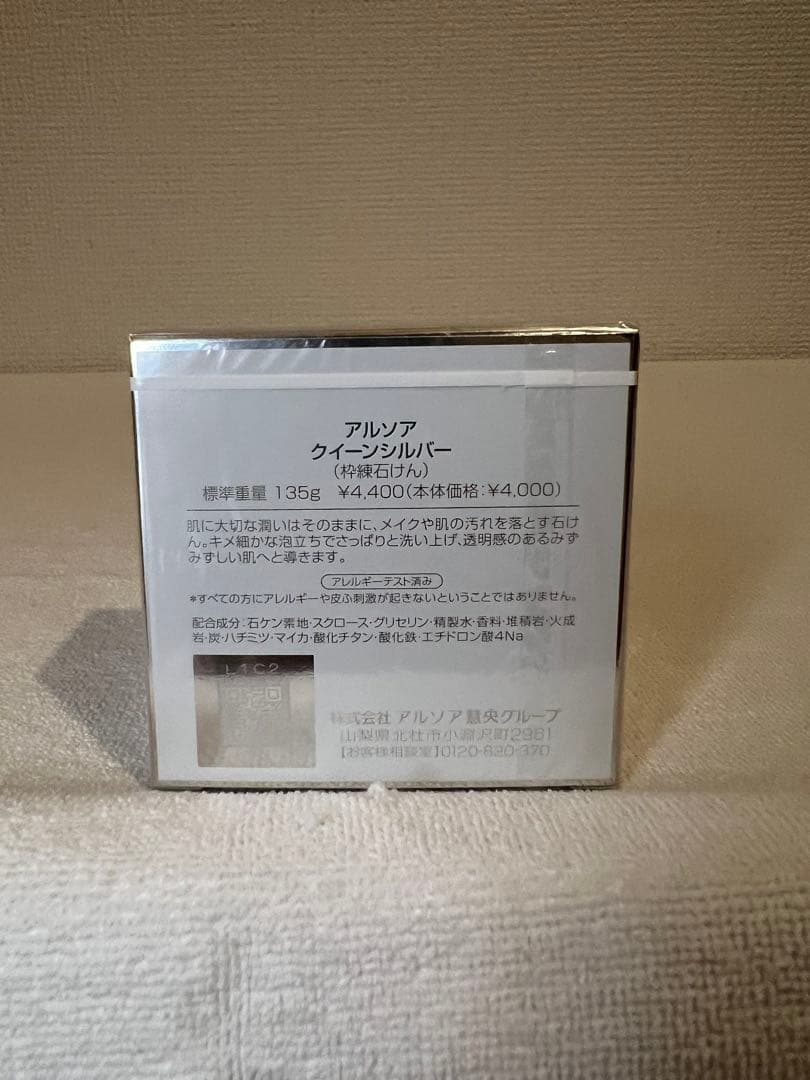 アルソア
クイーンシルバー
(枠練石けん)
標準重量 135g ¥4,400(本体価格:¥4,000)
肌に大切な潤いはそのままに、メイクや肌の汚れを落とす石け
ん。キメ細かな泡立ちでさっぱりと洗い上げ、透明感のあるみず
みずしい肌へと導きます。
アレルギーテスト済み
*すべての方にアレルギーや皮ふ刺激が起きないということではありません。
配合成分:石ケン素地・スクロース・グリセリン・精製水・香料・堆積岩・火成
岩・炭・ハチミツ・マイカ・酸化チタン・酸化鉄・エチドロン酸4Na
L1C2
株式会社 アルソア慧央グループ
山梨県北杜市小淵沢町2961
【お客様相談室】0120-620-370